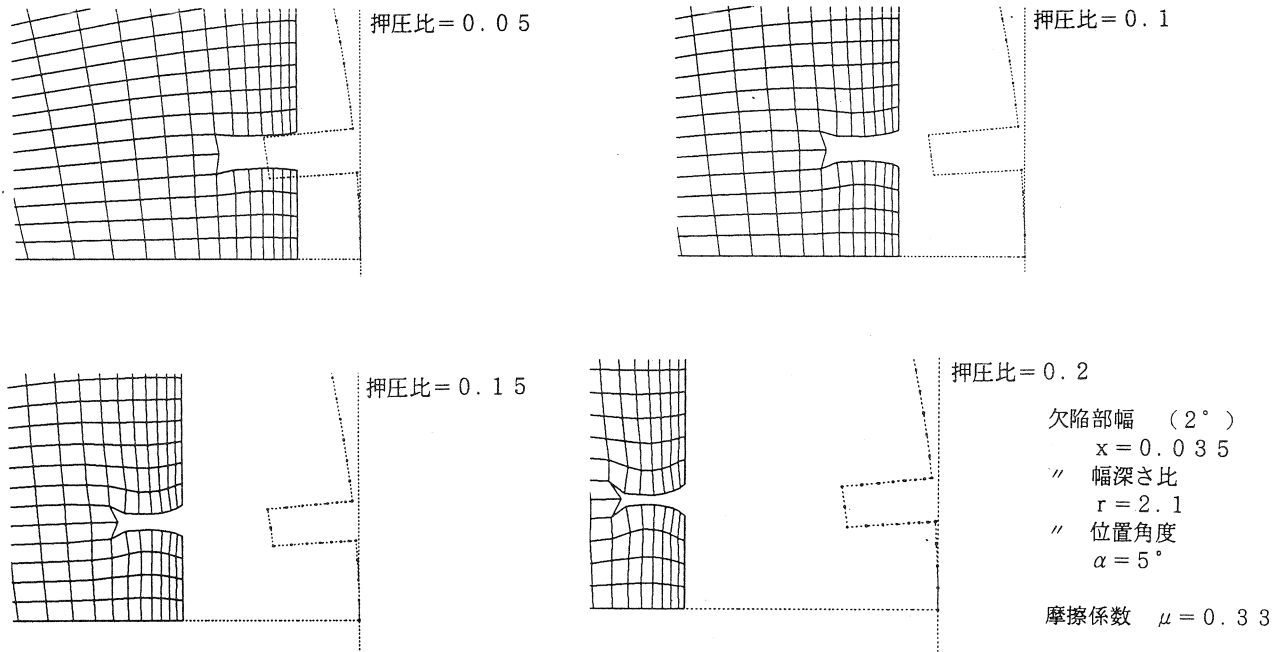 押圧比＝０．０５
押圧比＝０．１
押圧比＝０．１５
押圧比＝０．２
欠陥部幅　（２°）
ｘ＝０．０３５
〃　幅深さ比
ｒ＝２．１
〃　位置角度
α＝５°
摩擦係数　μ＝０．３３